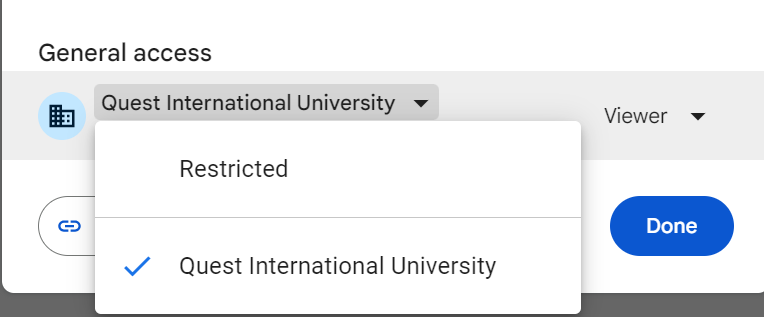 General access
Quest International University
Viewer
Restricted
Done
Quest International University